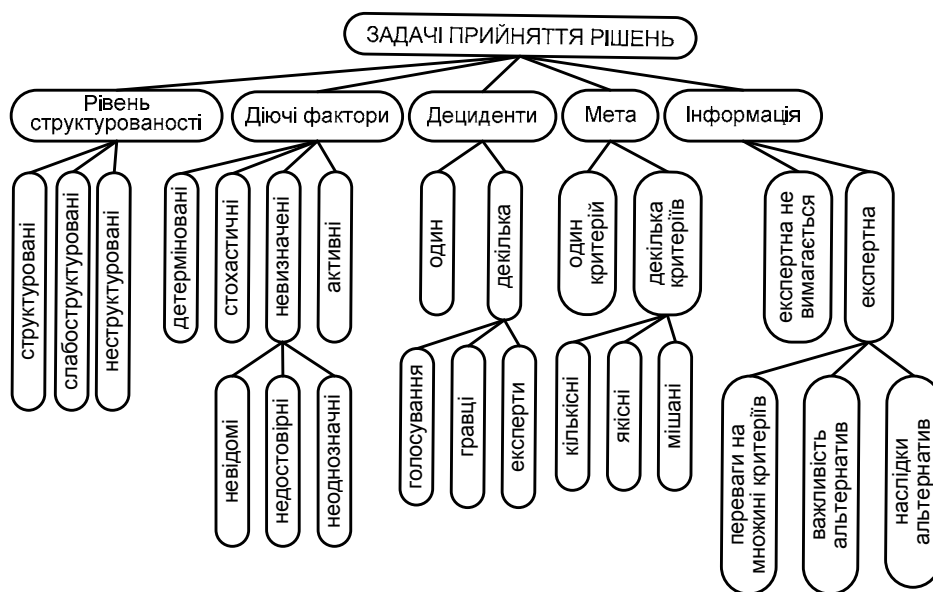 ЗАДАЧІ ПРИЙНЯТТЯ РІШЕНЬ
Рівень
структурованості
Діючі фактори
Дециденти
Мета
Інформація
структуровані
слабоструктуровані
неструктуровані
детерміновані
стохастичні
невизначені
активні
один
декілька
один
критерій
декілька
критеріїв
експертна не
вимагається
експертна
невідомі
недостовірні
неоднозначні
голосування
гравці
експерти
кількісні
якісні
мішані
переваги на
множині критеріїв
важливість
альтернатив
наслідки
альтернатив